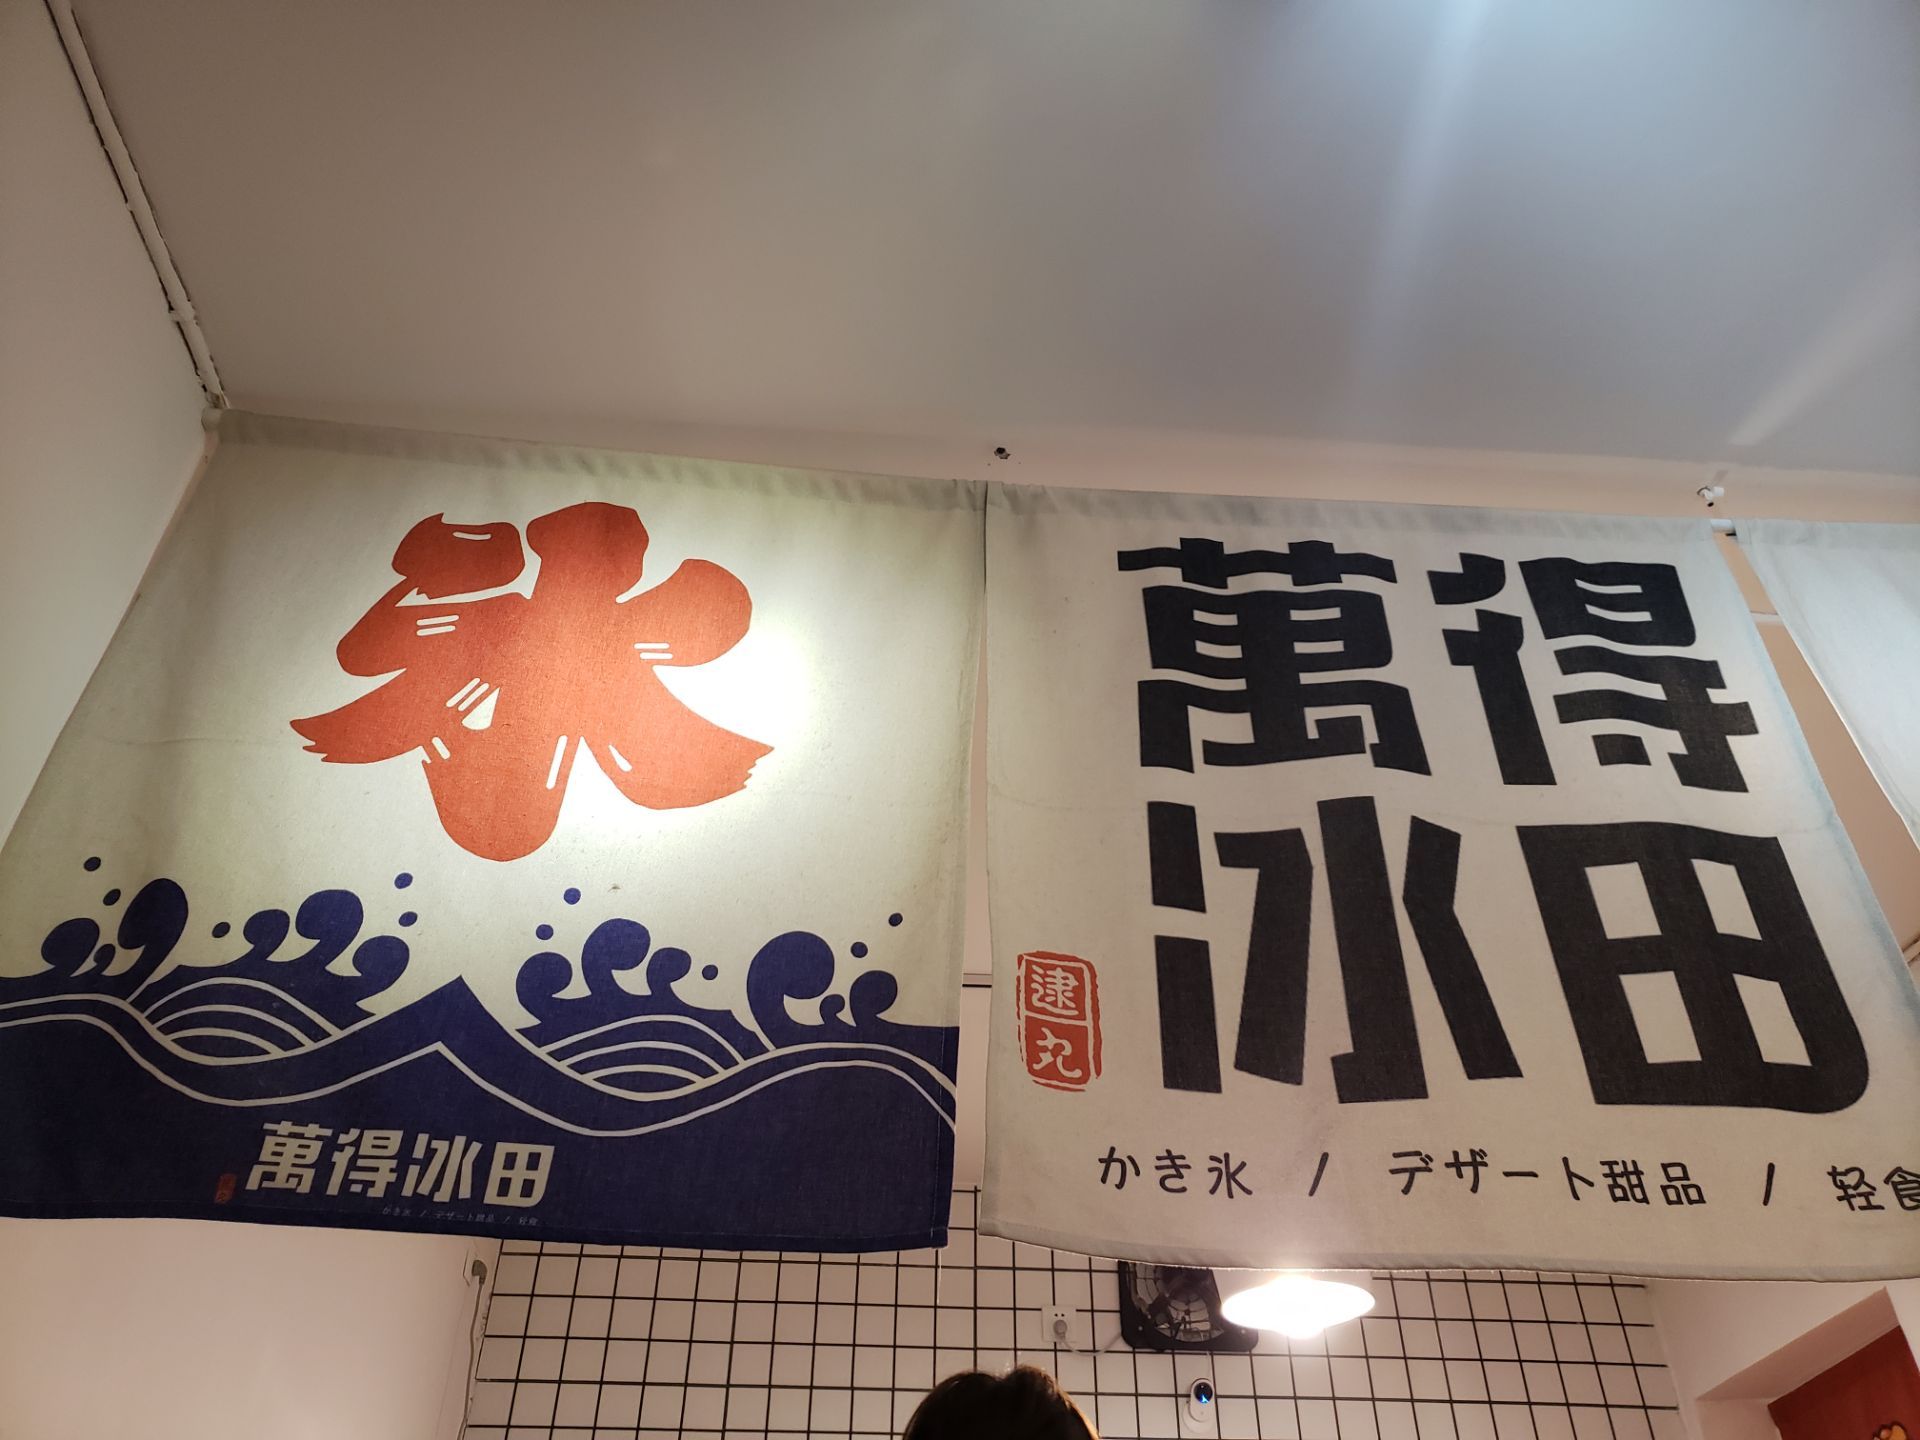 氷
萬得冰田
かき氷 / デザート甜品 / 轻食
萬得
冰田
逮丸
かき氷 / デザート甜品 / 轻食